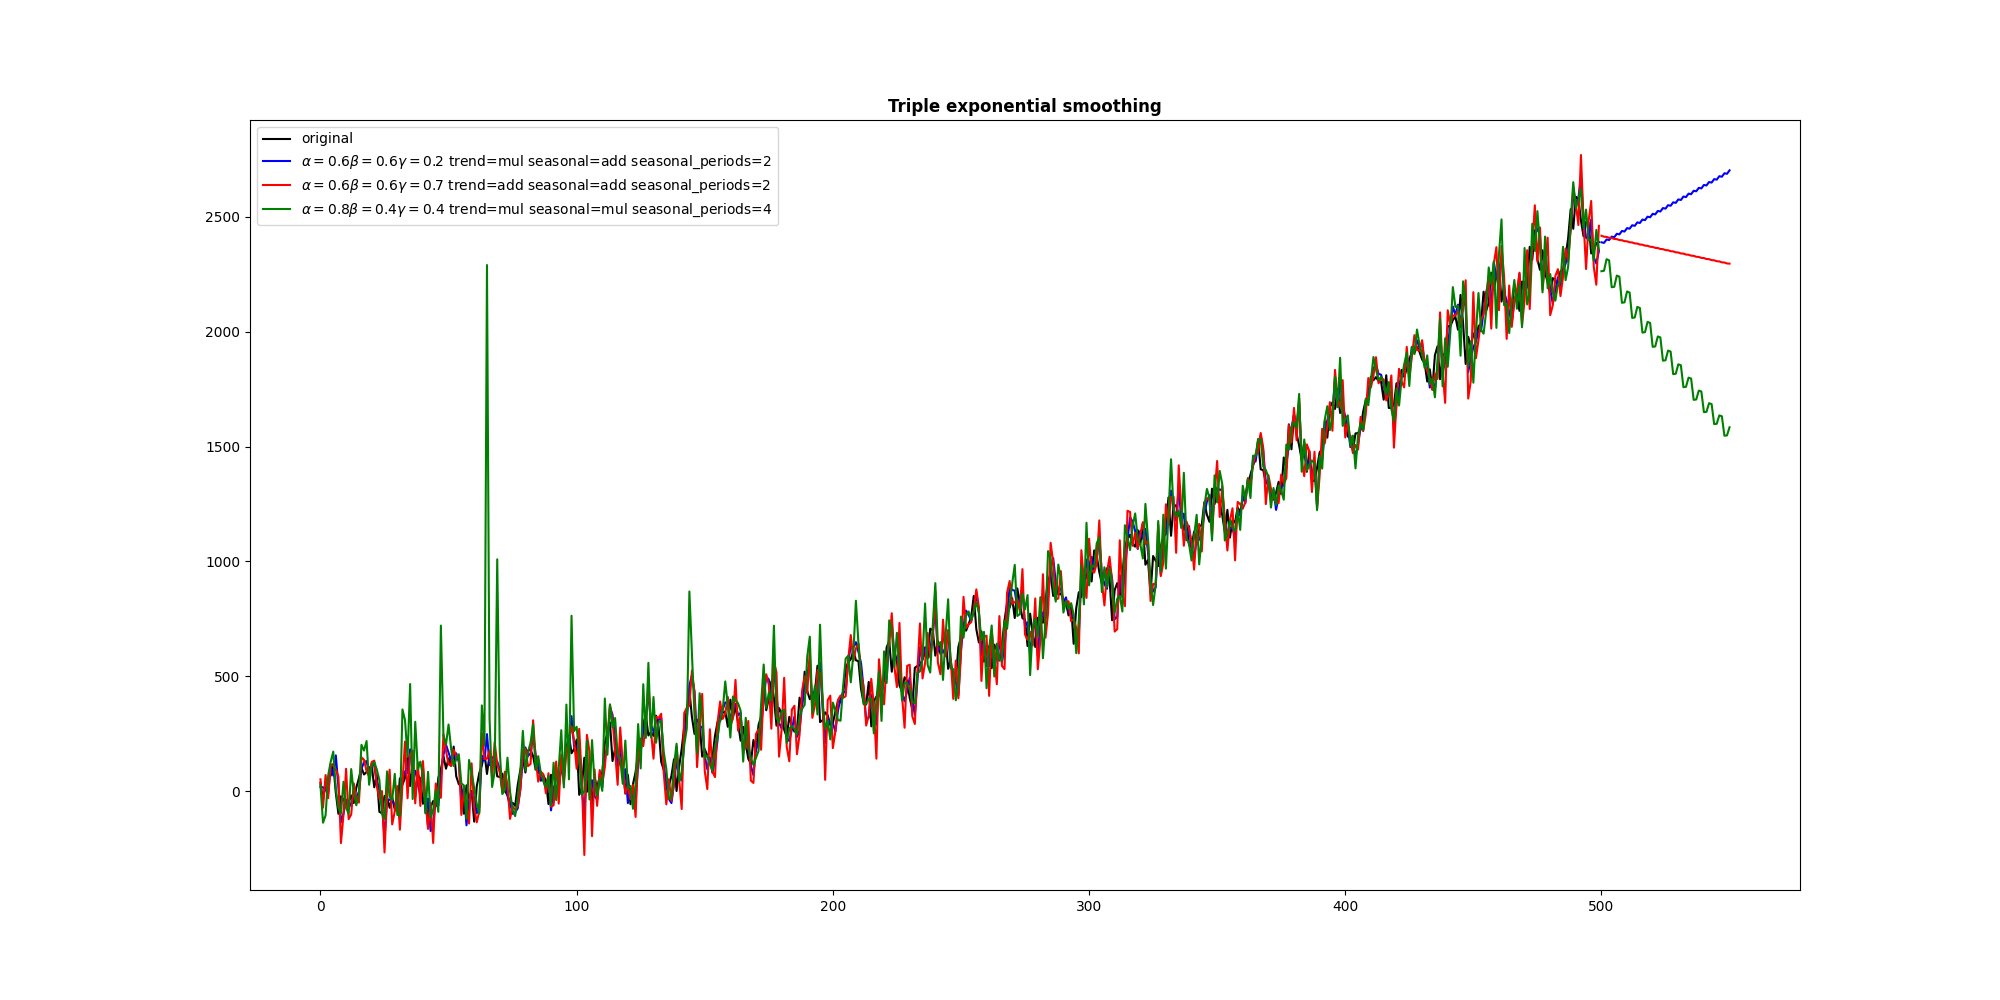 Triple exponential smoothing
original
α = 0.6β = 0.6γ = 0.2 trend=mul seasonal=add seasonal_periods=2
α = 0.6β = 0.6γ = 0.7 trend=add seasonal=add seasonal_periods=2
α = 0.8β = 0.4γ = 0.4 trend=mul seasonal=mul seasonal_periods=4
2500
2000
1500
1000
500
0
0 100 200 300 400 500